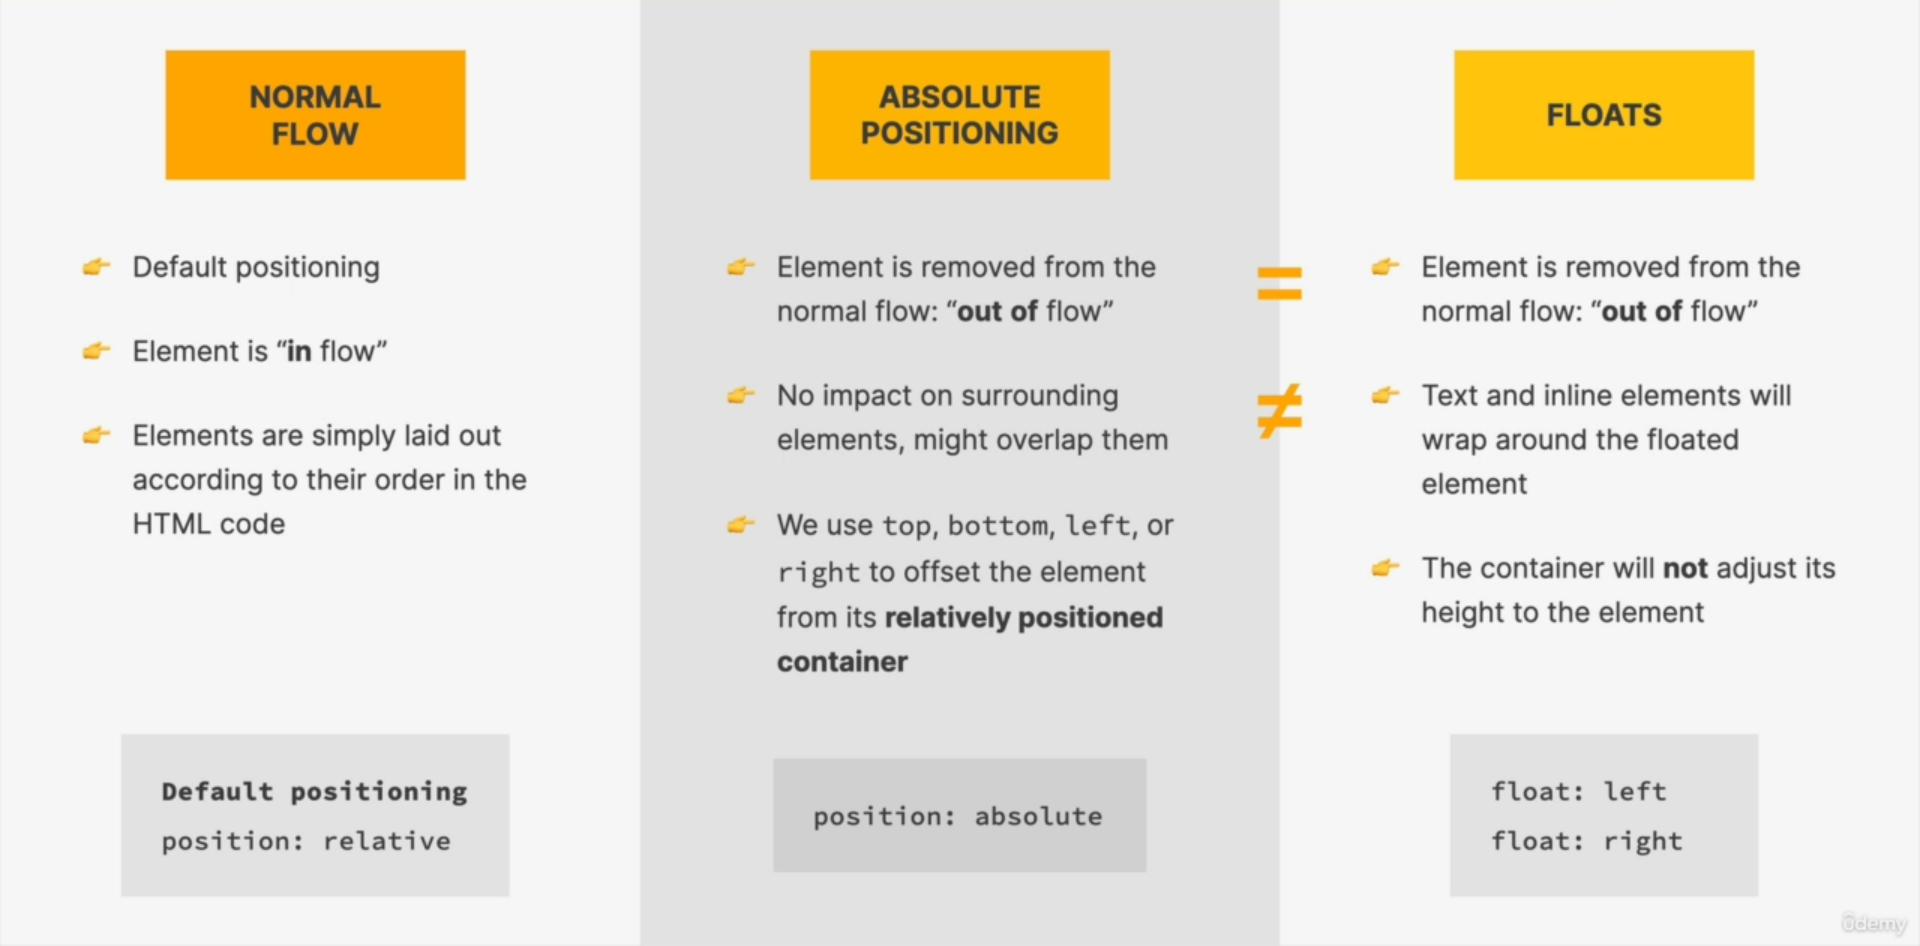 NORMAL
FLOW
Default positioning
Element is “in flow”
Elements are simply laid out
according to their order in the
HTML code
Default positioning
position: relative
ABSOLUTE
POSITIONING
Element is removed from the
normal flow: “out of flow”
No impact on surrounding
elements, might overlap them
We use top, bottom, left, or
right to offset the element
from its relatively positioned
container
position: absolute
=
≠
FLOATS
Element is removed from the
normal flow: “out of flow”
Text and inline elements will
wrap around the floated
element
The container will not adjust its
height to the element
float: left
float: right
ûdemy